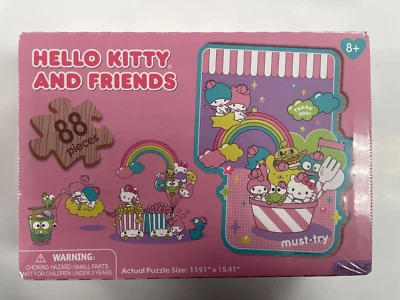 HELLO KITTY
AND FRIENDS
8+
88
pieces
THANK
YOU!
must-try
WARNING:
CHOKING HAZARD-SMALL PARTS
NOT FOR CHILDREN UNDER 3 YEARS
Actual Puzzle Size: 11.91" x 15.41"